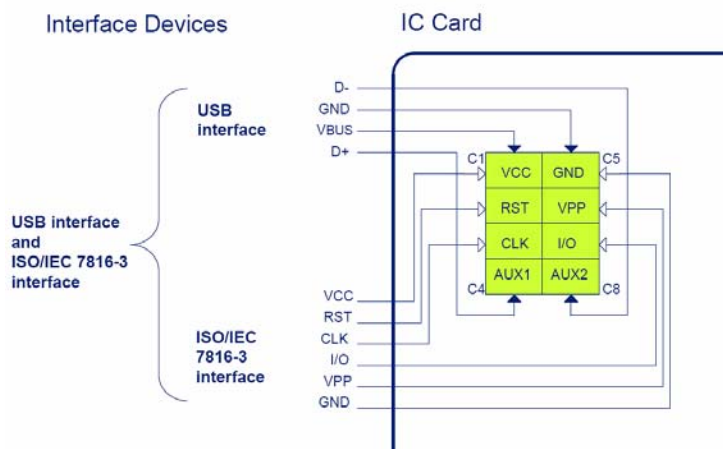 Interface Devices
IC Card
USB
interface
D-
GND
VBUS
D+
C1
C5
VCC
GND
RST
VPP
CLK
I/O
AUX1
AUX2
C4
C8
USB interface
and
ISO/IEC 7816-3
interface
ISO/IEC
7816-3
interface
VCC
RST
CLK
I/O
VPP
GND